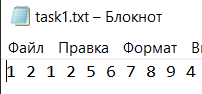 task1.txt – Блокнот
Файл Правка Формат
1 2 1 2 5 6 7 8 9 4